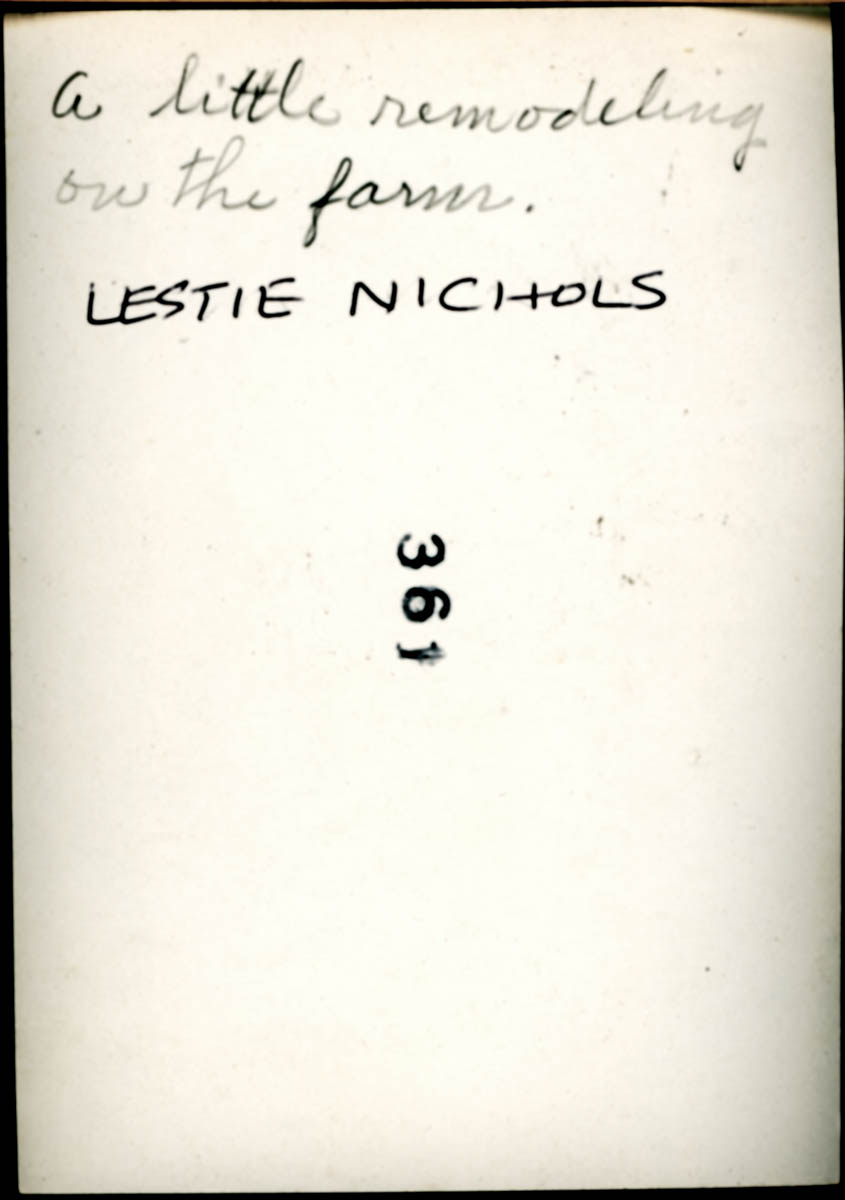 a little remodeling
on the farm.
LESTIE NICHOLS
361